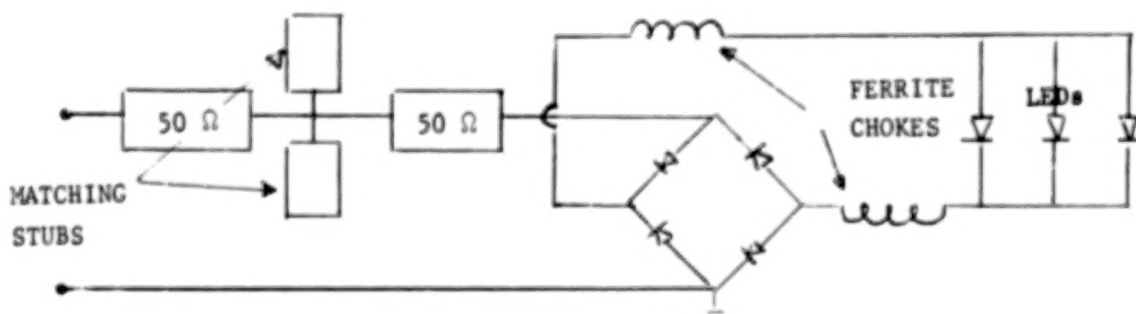 50 Ω
50 Ω
MATCHING
STUBS
FERRITE
CHOKES
LEDs